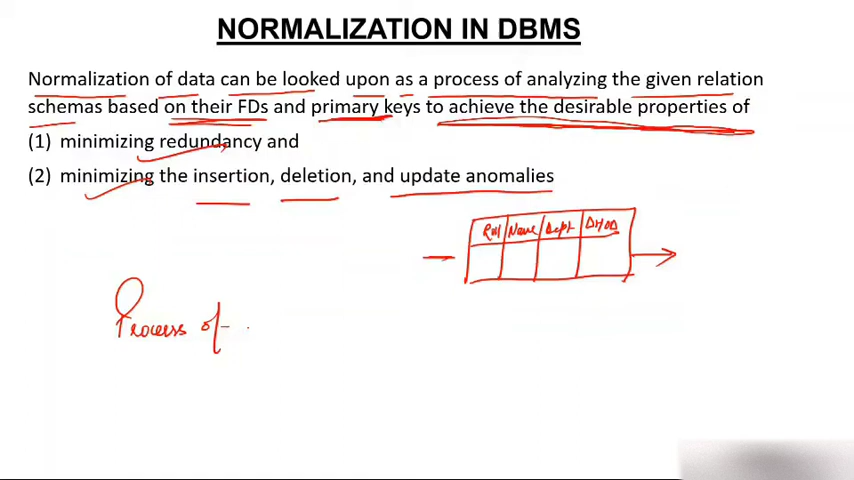 NORMALIZATION IN DBMS
Normalization of data can be looked upon as a process of analyzing the given relation
schemas based on their FDs and primary keys to achieve the desirable properties of
(1) minimizing redundancy and
(2) minimizing the insertion, deletion, and update anomalies
Roll Name Dept DHOD
Process of